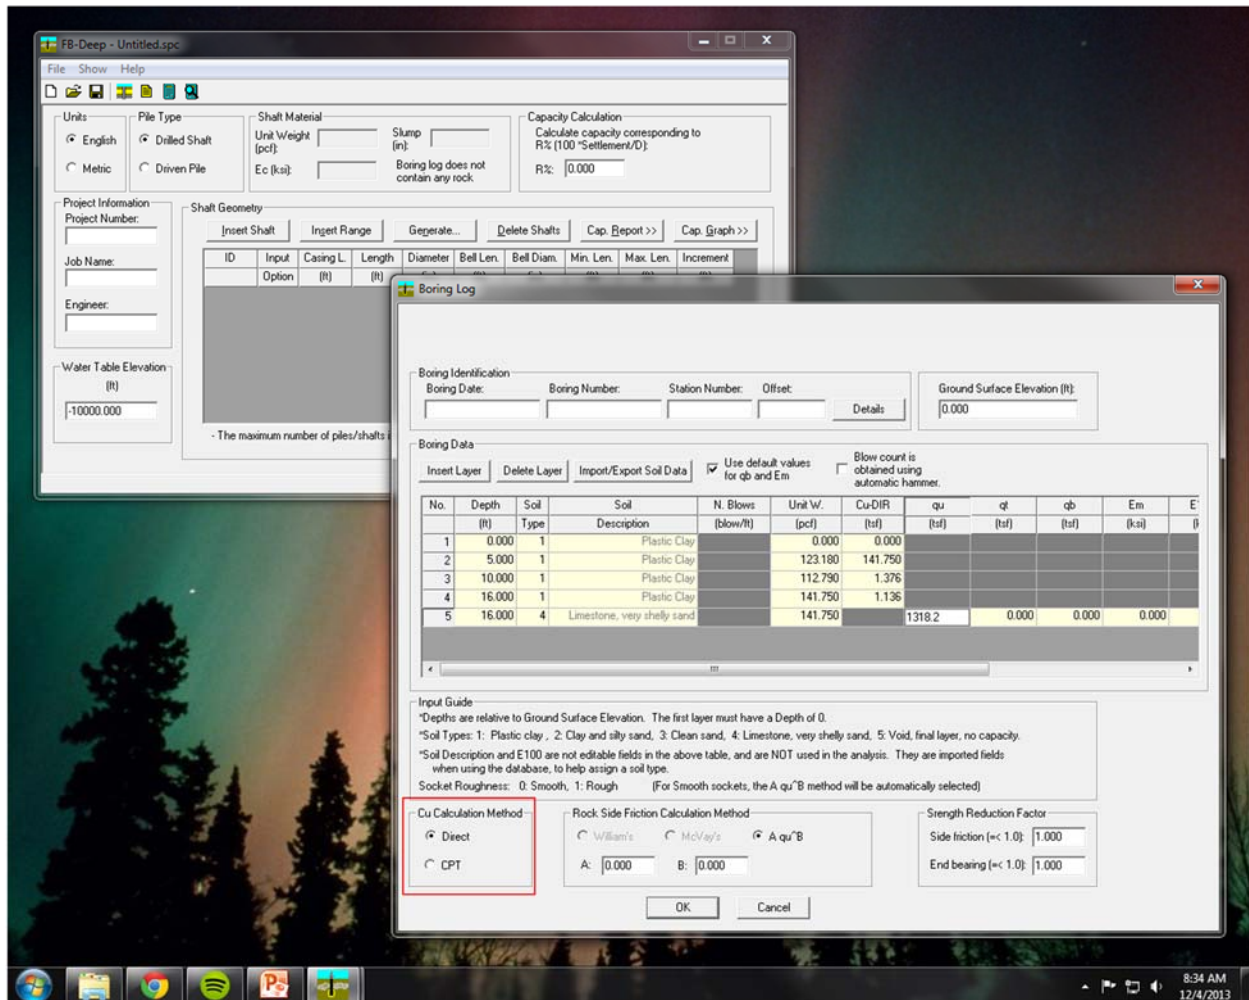 FB-Deep - Untitled.spc
File Show Help
Units
English
Metric
Pile Type
Drilled Shaft
Driven Pile
Shaft Material
Unit Weight (pcf):
Slump (in):
Ec (ksi):
Boring log does not
contain any rock
Capacity Calculation
Calculate capacity corresponding to
R% (100 *Settlement/D):
R%: 0.000
Project Information
Project Number:
Job Name:
Engineer:
Water Table Elevation
(ft)
-10000.000
Shaft Geometry
Insert Shaft Insert Range Generate... Delete Shafts Cap. Report >> Cap. Graph >>
ID Input Casing L. Length Diameter Bell Len. Bell Diam. Min. Len. Max. Len. Increment
Option (ft) (ft)
- The maximum number of piles/shafts i
Boring Log
Boring Identification
Boring Date: Boring Number: Station Number: Offset:
Details
Ground Surface Elevation (ft):
0.000
Boring Data
Insert Layer Delete Layer Import/Export Soil Data
Use default values
for qb and Em
Blow count is
obtained using
automatic hammer.
No. Depth Soil Soil N. Blows Unit W. Cu-DIR qu qt qb Em E
(ft) Type Description (blow/ft) (pcf) (tsf) (tsf) (tsf) (tsf) (ksi)
1 0.000 1 Plastic Clay 0.000 0.000
2 5.000 1 Plastic Clay 123.180 141.750
3 10.000 1 Plastic Clay 112.790 1.376
4 16.000 1 Plastic Clay 141.750 1.136
5 16.000 4 Limestone, very shelly sand 141.750 1318.2 0.000 0.000 0.000
Input Guide
*Depths are relative to Ground Surface Elevation. The first layer must have a Depth of 0.
*Soil Types: 1: Plastic clay , 2: Clay and silty sand, 3: Clean sand, 4: Limestone, very shelly sand, 5: Void, final layer, no capacity.
*Soil Description and E100 are not editable fields in the above table, and are NOT used in the analysis. They are imported fields
when using the database, to help assign a soil type.
Socket Roughness: 0: Smooth, 1: Rough (For Smooth sockets, the A qu^B method will be automatically selected)
Cu Calculation Method
Direct
CPT
Rock Side Friction Calculation Method
William's McVay's A qu^B
A: 0.000 B: 0.000
Srength Reduction Factor
Side friction (=< 1.0): 1.000
End bearing (=< 1.0): 1.000
OK Cancel
8:34 AM
12/4/2013